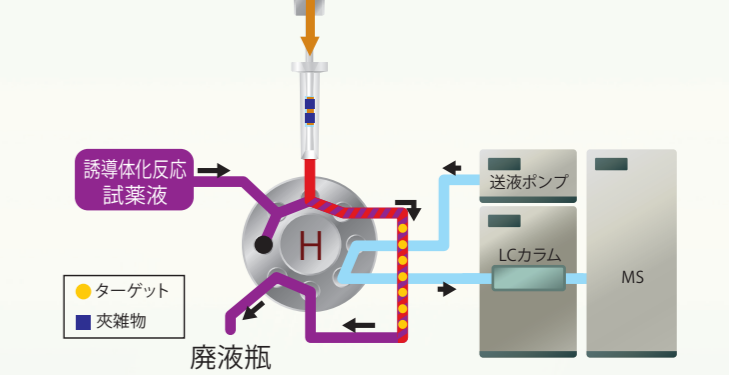 誘導体化反応
試薬液
送液ポンプ
H
LCカラム
MS
ターゲット
夾雑物
廃液瓶